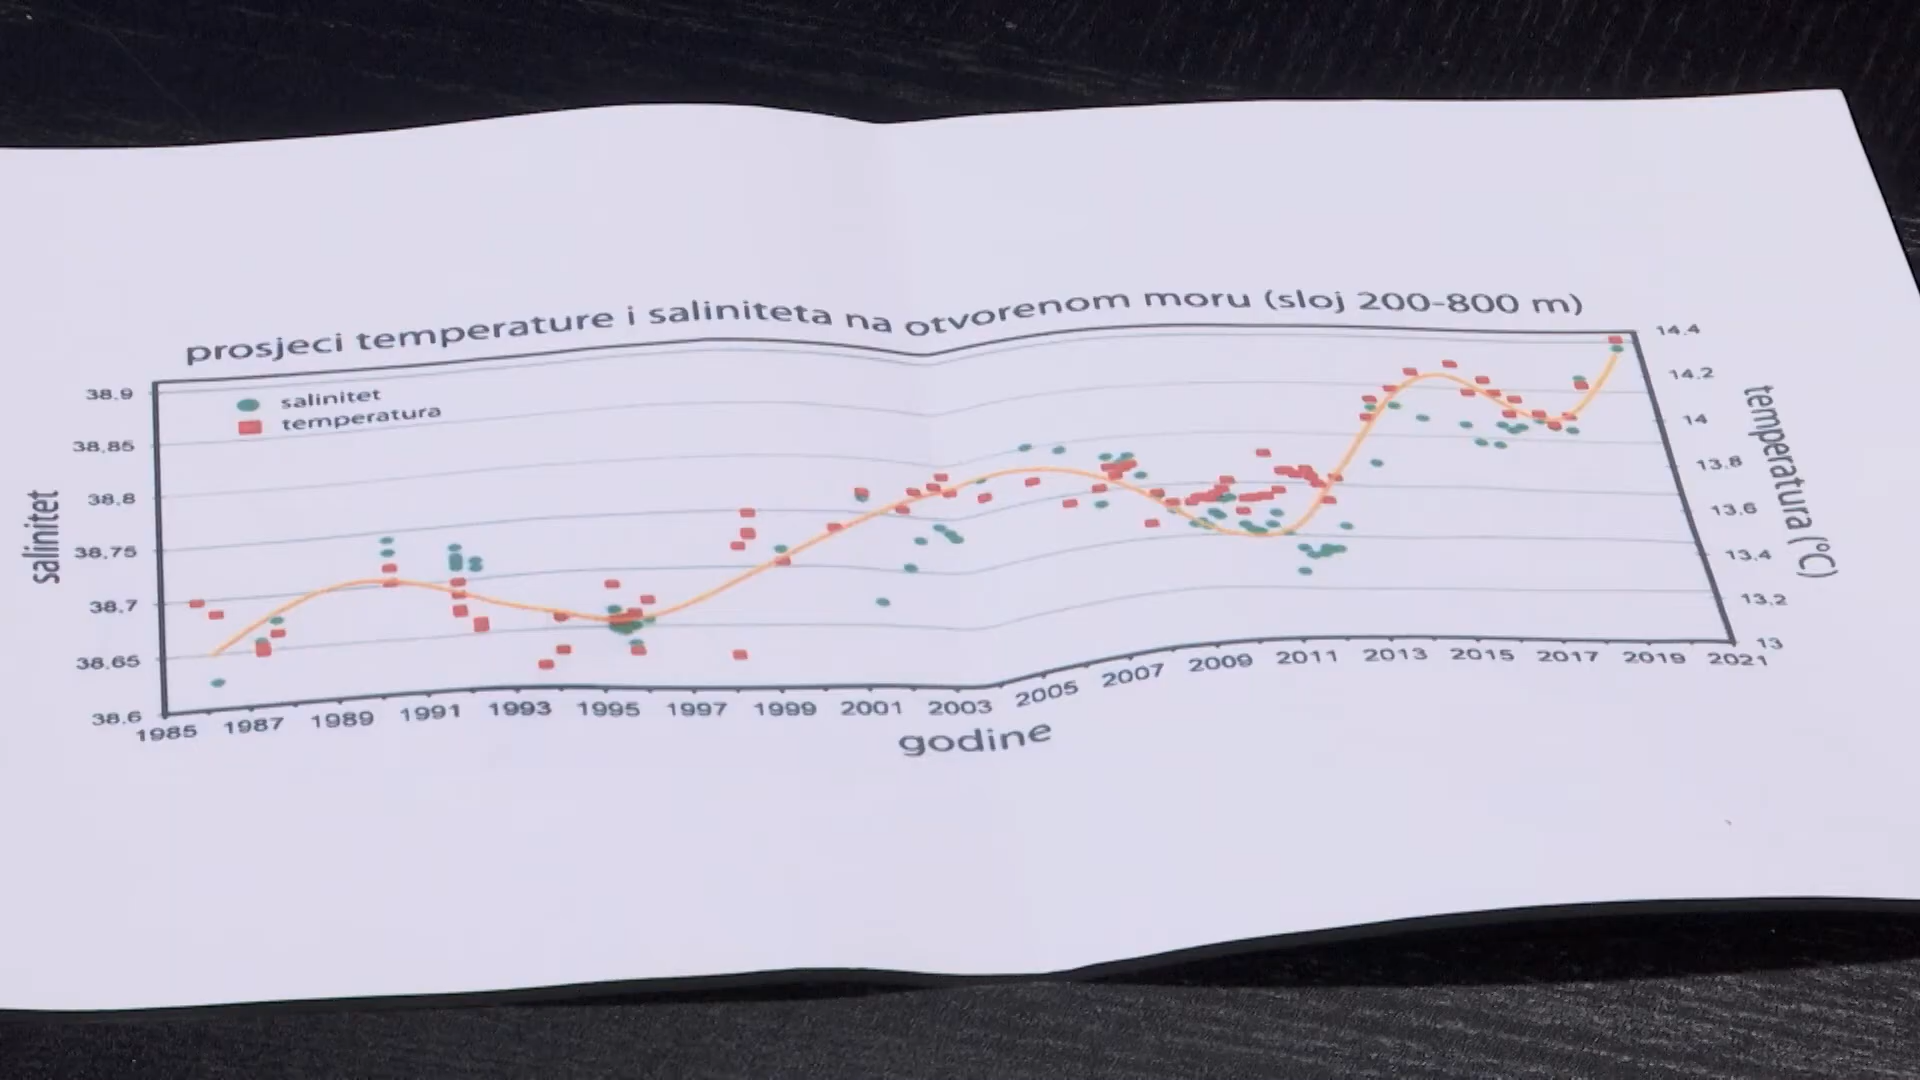 prosjeci temperature i saliniteta na otvorenom moru (sloj 200-800 m)
salinitet
temperatura
salinitet
38.9
38.85
38.8
38.75
38.7
38.65
38.6
14.4
14.2
14
13.8
13.6
13.4
13.2
13
temperatura (°C)
1985 1987 1989 1991 1993 1995 1997 1999 2001 2003 2005 2007 2009 2011 2013 2015 2017 2019 2021
godine